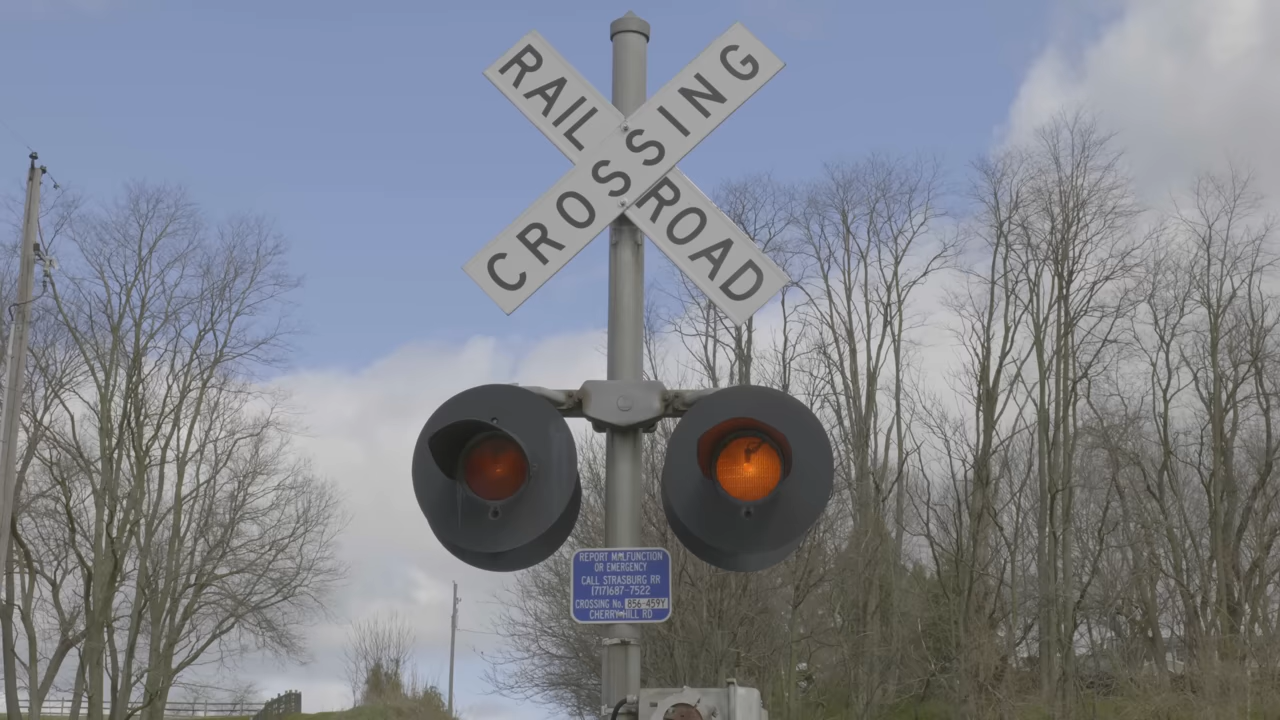 RAIL ROAD
CROSSING
REPORT MALFUNCTION
OR EMERGENCY
CALL STRASBURG RR
(717)687-7522
CROSSING No. 856-459Y
CHERRY HILL RD